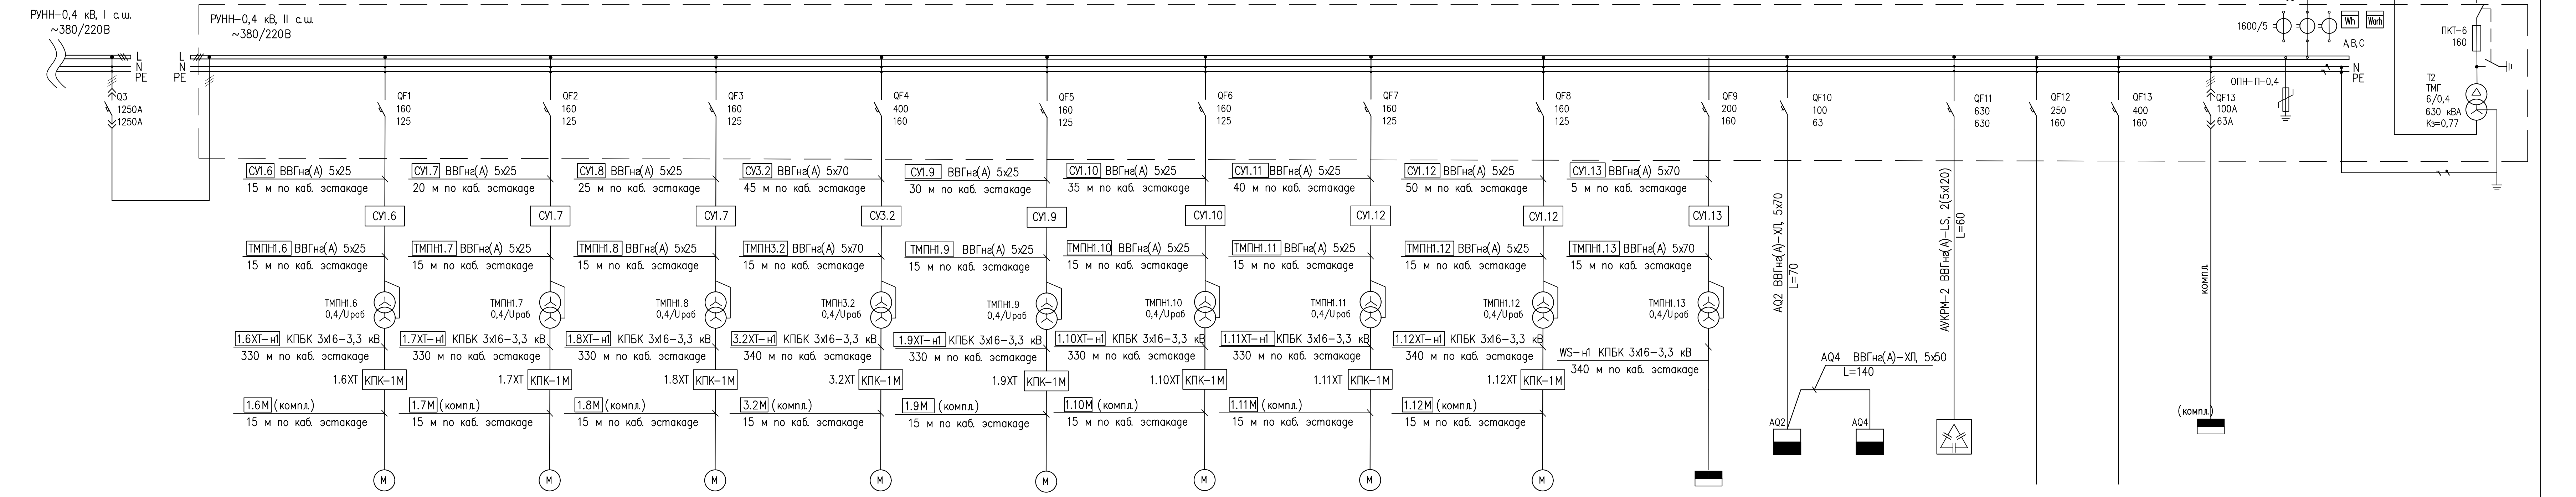 РУНН-0,4 кВ, I с.ш.
~380/220В
L
N
PE
Q3
1250А
1250А
РУНН-0,4 кВ, II с.ш.
~380/220В
L
N
PE
QF1
160
125
QF2
160
125
QF3
160
125
QF4
400
160
QF5
160
125
QF6
160
125
QF7
160
125
QF8
160
125
QF9
200
160
QF10
100
63
QF11
630
630
QF12
250
160
QF13
400
160
QF13
100А
63А
1600/5
Wh
Warh
А,В,С
ОПН-П-0,4
N
PE
ПКТ-6
160
Т2
ТМГ
6/0,4
630 кВА
Кз=0,77
СУ1.6 ВВГнг(А) 5х25
15 м по каб. эстакаде
СУ1.7 ВВГнг(А) 5х25
20 м по каб. эстакаде
СУ1.8 ВВГнг(А) 5х25
25 м по каб. эстакаде
СУ3.2 ВВГнг(А) 5х70
45 м по каб. эстакаде
СУ1.9 ВВГнг(А) 5х25
30 м по каб. эстакаде
СУ1.10 ВВГнг(А) 5х25
35 м по каб. эстакаде
СУ1.11 ВВГнг(А) 5х25
40 м по каб. эстакаде
СУ1.12 ВВГнг(А) 5х25
50 м по каб. эстакаде
СУ1.13 ВВГнг(А) 5х70
5 м по каб. эстакаде
СУ1.6
СУ1.7
СУ1.7
СУ3.2
СУ1.9
СУ1.10
СУ1.12
СУ1.12
СУ1.13
ТМПН1.6 ВВГнг(А) 5х25
15 м по каб. эстакаде
ТМПН1.7 ВВГнг(А) 5х25
15 м по каб. эстакаде
ТМПН1.8 ВВГнг(А) 5х25
15 м по каб. эстакаде
ТМПН3.2 ВВГнг(А) 5х70
15 м по каб. эстакаде
ТМПН1.9 ВВГнг(А) 5х25
15 м по каб. эстакаде
ТМПН1.10 ВВГнг(А) 5х25
15 м по каб. эстакаде
ТМПН1.11 ВВГнг(А) 5х25
15 м по каб. эстакаде
ТМПН1.12 ВВГнг(А) 5х25
15 м по каб. эстакаде
ТМПН1.13 ВВГнг(А) 5х70
15 м по каб. эстакаде
ТМПН1.6
0,4/Uраб
ТМПН1.7
0,4/Uраб
ТМПН1.8
0,4/Uраб
ТМПН3.2
0,4/Uраб
ТМПН1.9
0,4/Uраб
ТМПН1.10
0,4/Uраб
ТМПН1.11
0,4/Uраб
ТМПН1.12
0,4/Uраб
ТМПН1.13
0,4/Uраб
1.6ХТ-н1 КПБК 3х16-3,3 кВ
330 м по каб. эстакаде
1.7ХТ-н1 КПБК 3х16-3,3 кВ
330 м по каб. эстакаде
1.8ХТ-н1 КПБК 3х16-3,3 кВ
330 м по каб. эстакаде
3.2ХТ-н1 КПБК 3х16-3,3 кВ
340 м по каб. эстакаде
1.9ХТ-н1 КПБК 3х16-3,3 кВ
330 м по каб. эстакаде
1.10ХТ-н1 КПБК 3х16-3,3 кВ
330 м по каб. эстакаде
1.11ХТ-н1 КПБК 3х16-3,3 кВ
330 м по каб. эстакаде
1.12ХТ-н1 КПБК 3х16-3,3 кВ
340 м по каб. эстакаде
WS-н1 КПБК 3х16-3,3 кВ
340 м по каб. эстакаде
1.6ХТ КПК-1М
1.7ХТ КПК-1М
1.8ХТ КПК-1М
3.2ХТ КПК-1М
1.9ХТ КПК-1М
1.10ХТ КПК-1М
1.11ХТ КПК-1М
1.12ХТ КПК-1М
1.6М (компл.)
15 м по каб. эстакаде
1.7М (компл.)
15 м по каб. эстакаде
1.8М (компл.)
15 м по каб. эстакаде
3.2М (компл.)
15 м по каб. эстакаде
1.9М (компл.)
15 м по каб. эстакаде
1.10М (компл.)
15 м по каб. эстакаде
1.11М (компл.)
15 м по каб. эстакаде
1.12М (компл.)
15 м по каб. эстакаде
М
М
М
М
М
М
М
М
AQ2 ВВГнг(А)-ХЛ, 5х70
L=70
AQ4 ВВГнг(А)-ХЛ, 5х50
L=140
AQ2
AQ4
АУКРМ-2 ВВГнг(А)-LS, 2(5х120)
L=60
компл.
(компл.)